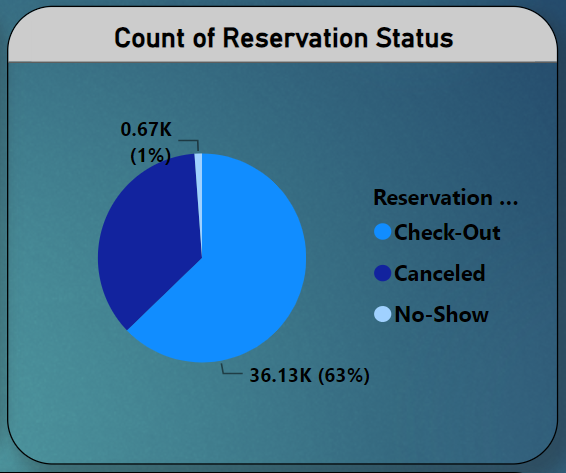 Count of Reservation Status
0.67K
(1%)
Reservation ...
Check-Out
Canceled
No-Show
36.13K (63%)